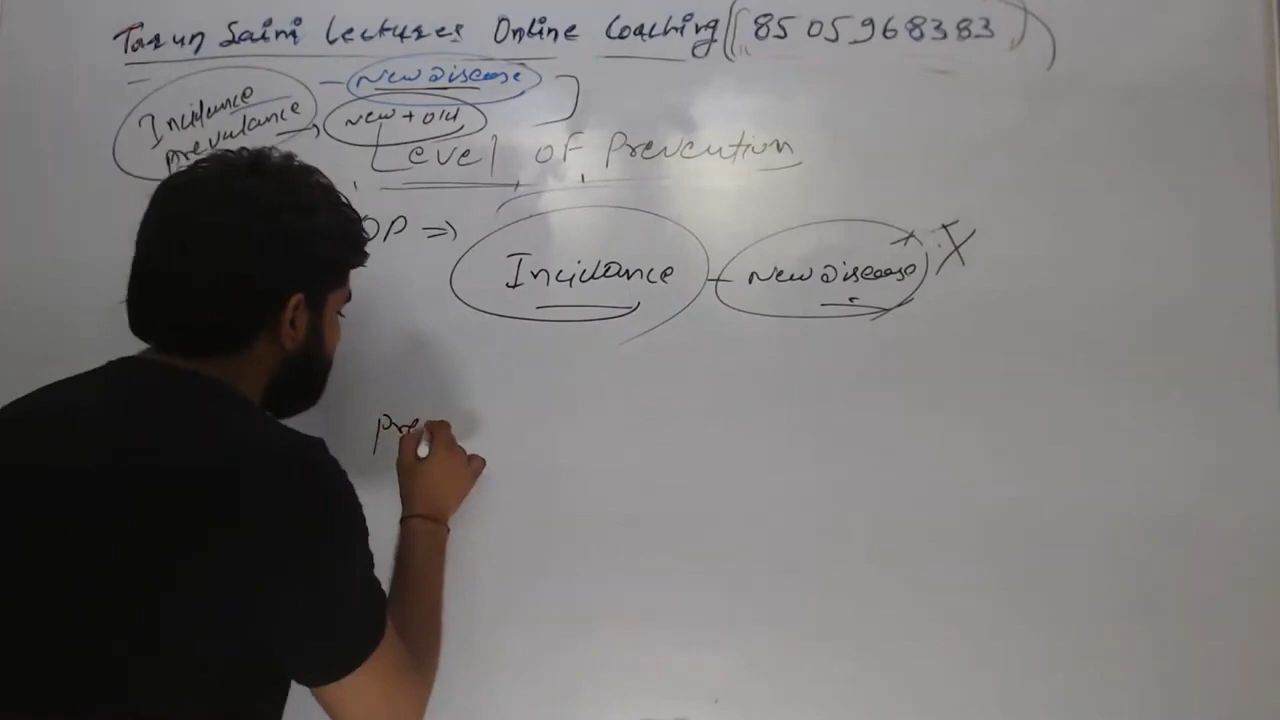 Tarun Saini Lectures Online Coaching (8505968383)
Incidance - New Disease
prevalance → New + Old
Level of Prevention
OP ⇒ Incidance - New Disease X
pre